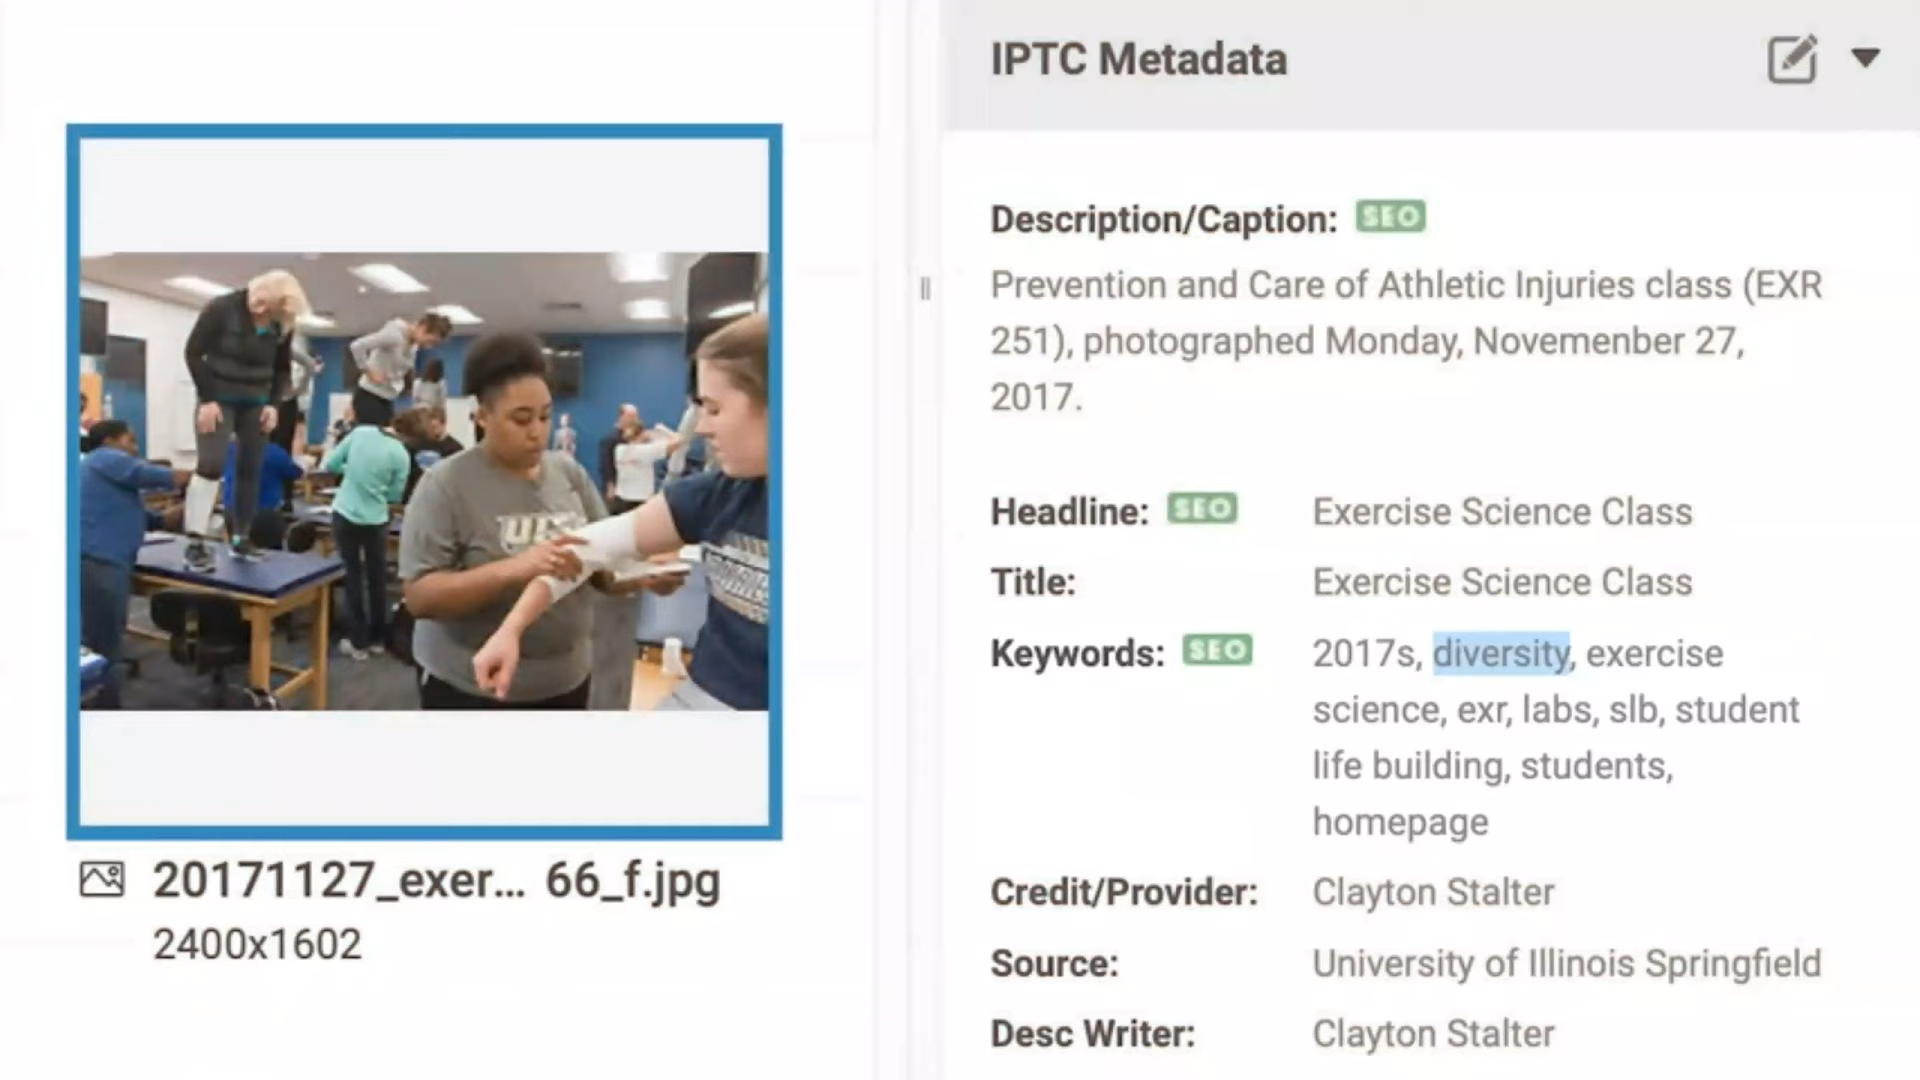 IPTC Metadata
Description/Caption: SEO
Prevention and Care of Athletic Injuries class (EXR
251), photographed Monday, Novemenber 27,
2017.
Headline: SEO Exercise Science Class
Title: Exercise Science Class
Keywords: SEO 2017s, diversity, exercise
science, exr, labs, slb, student
life building, students,
homepage
Credit/Provider: Clayton Stalter
Source: University of Illinois Springfield
Desc Writer: Clayton Stalter
20171127_exer... 66_f.jpg
2400x1602